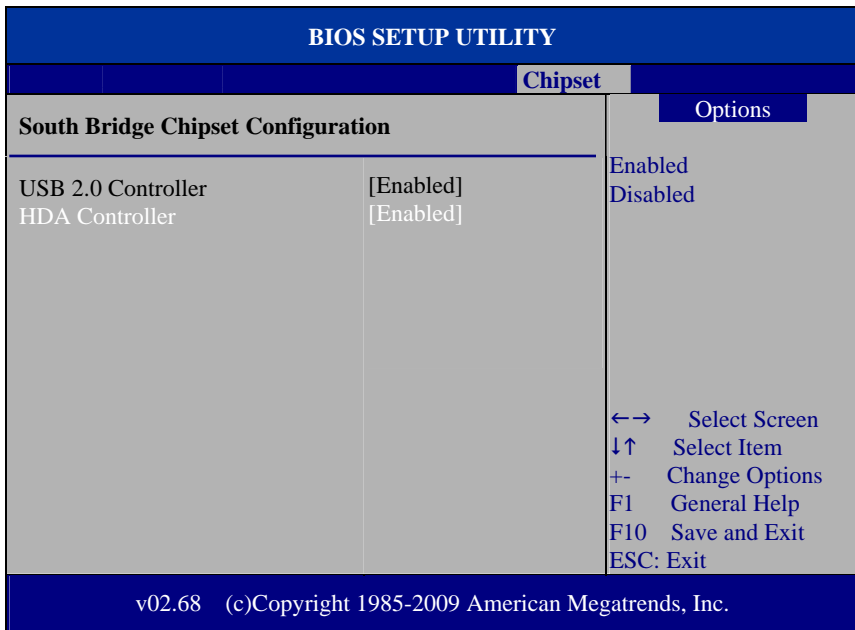 BIOS SETUP UTILITY
Chipset
South Bridge Chipset Configuration
USB 2.0 Controller [Enabled]
HDA Controller [Enabled]
Options
Enabled
Disabled
←→ Select Screen
↓↑ Select Item
+- Change Options
F1 General Help
F10 Save and Exit
ESC: Exit
v02.68 (c)Copyright 1985-2009 American Megatrends, Inc.